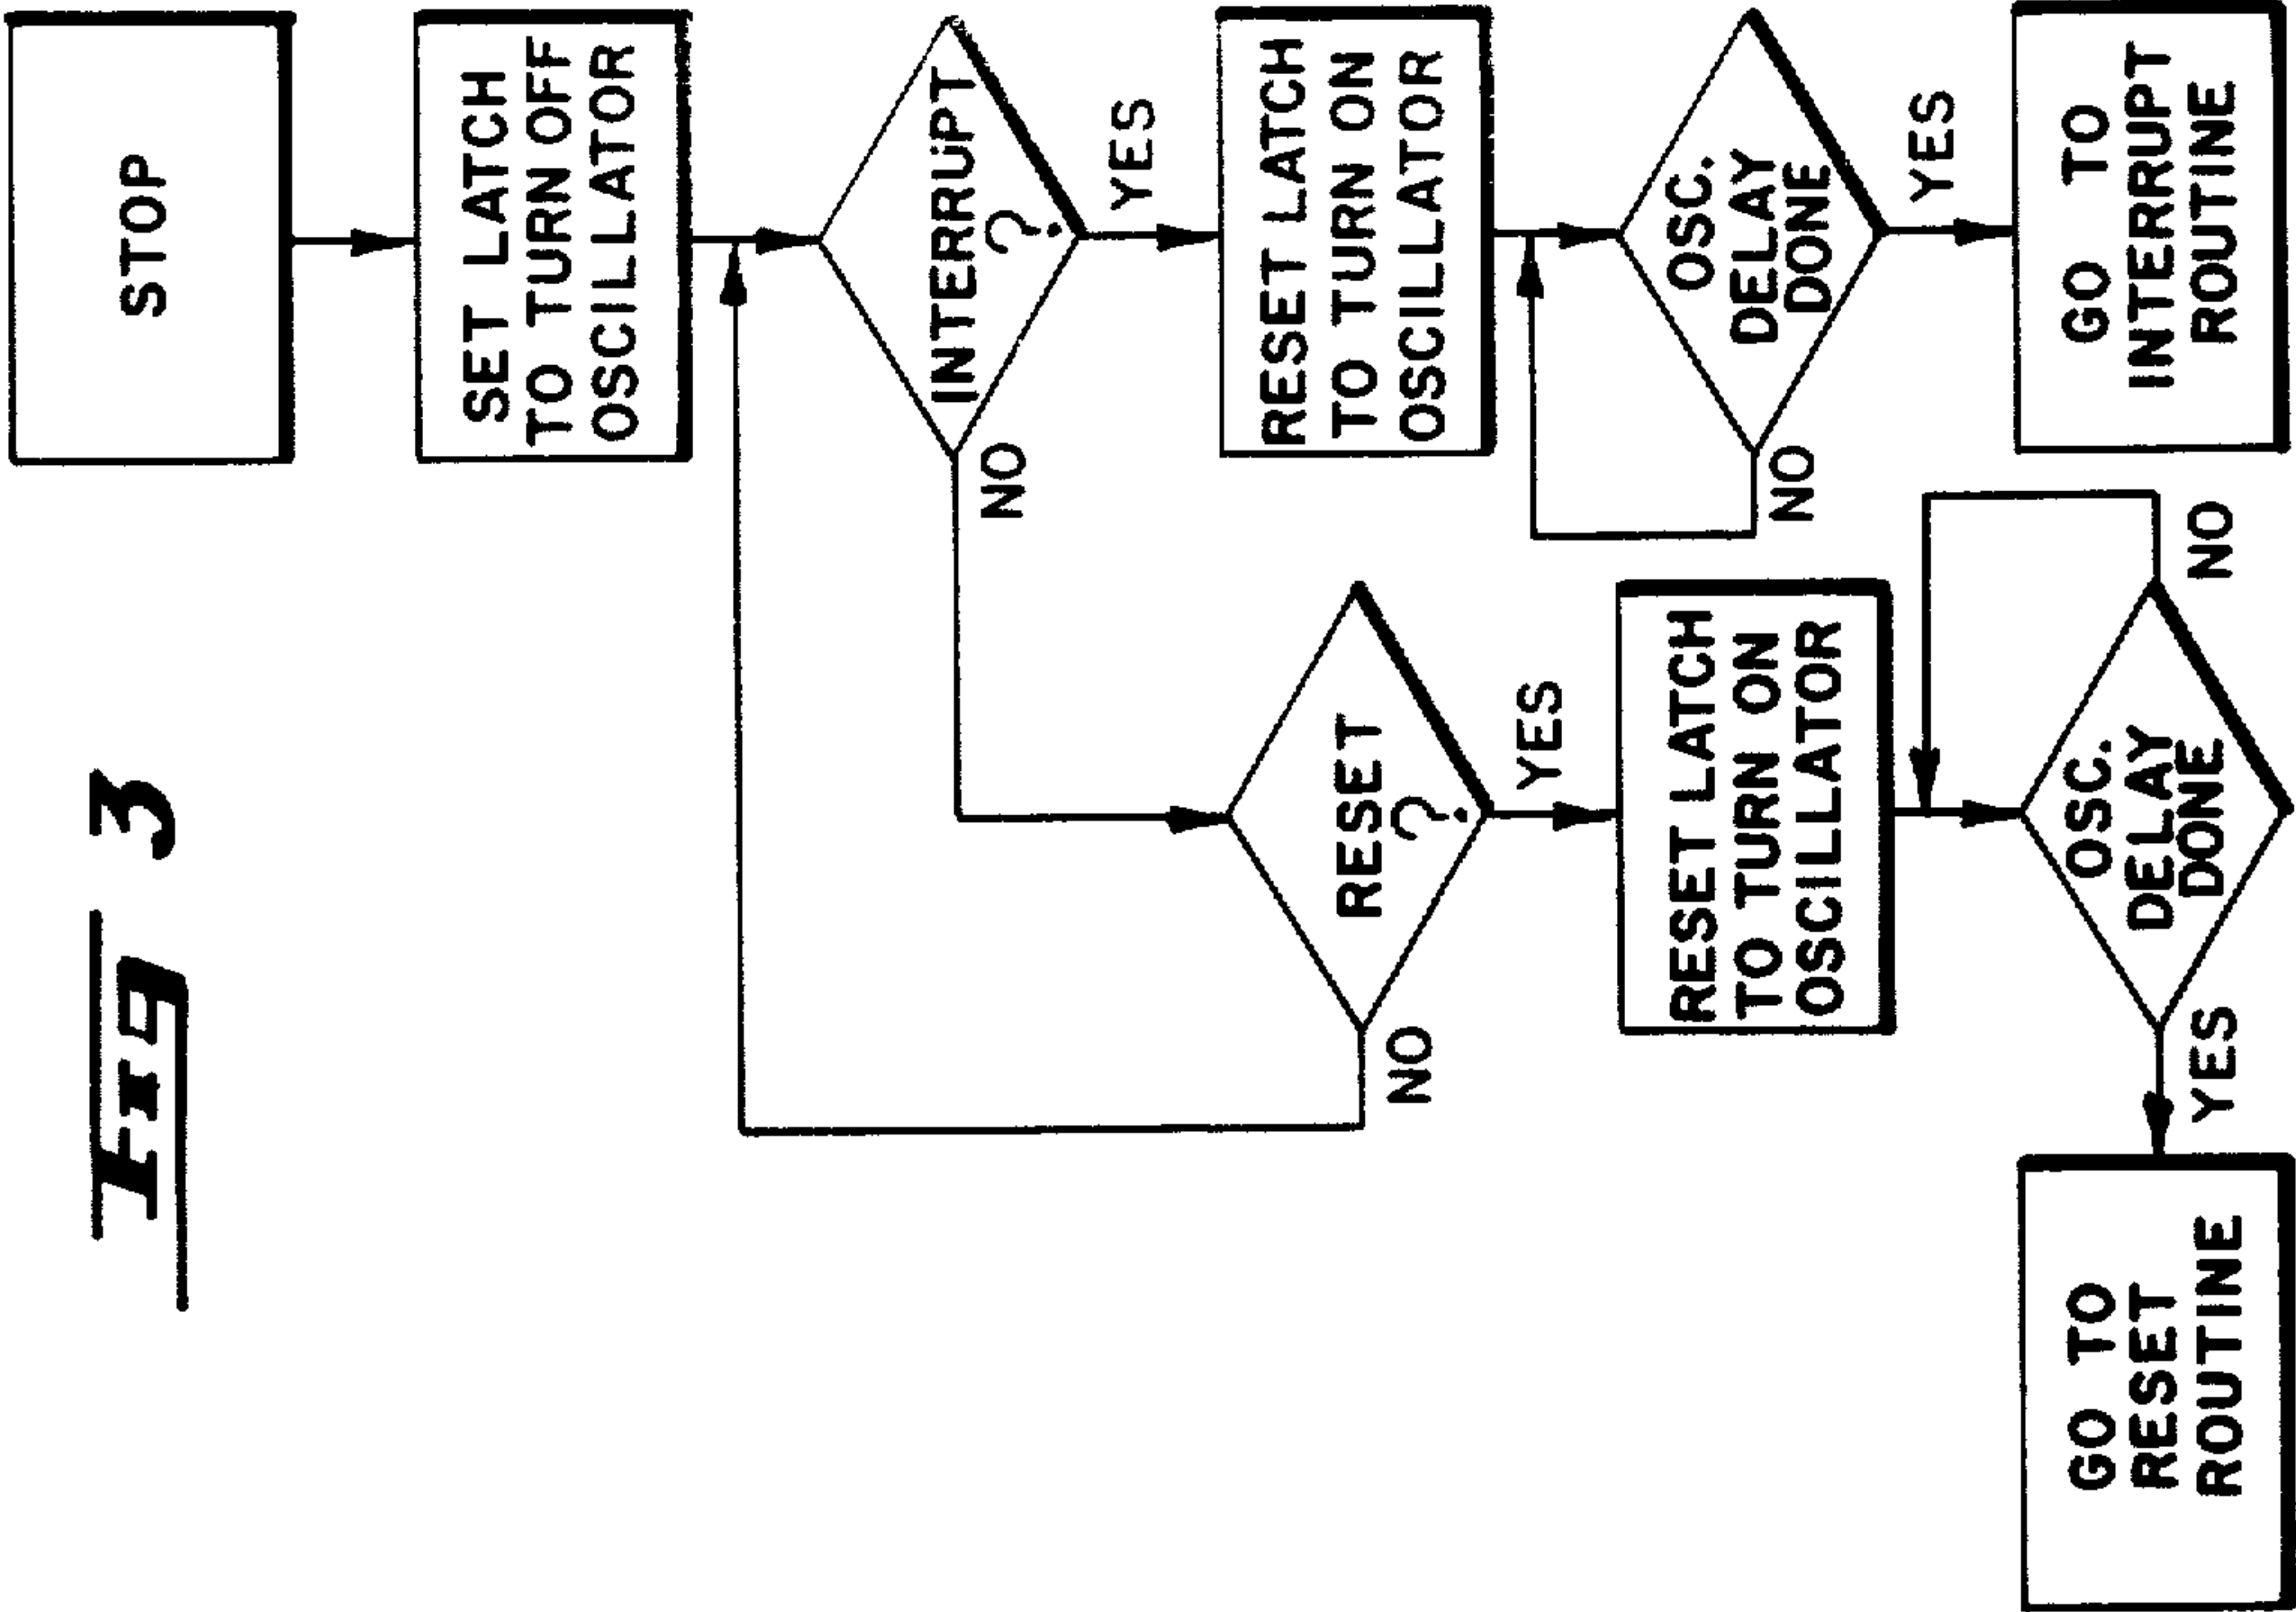 Fig 3
STOP
SET LATCH
TO TURN OFF
OSCILLATOR
INTERRUPT
?
NO
YES
RESET LATCH
TO TURN ON
OSCILLATOR
OSC.
DELAY
DONE
NO
YES
GO TO
INTERRUPT
ROUTINE
RESET
?
NO
YES
RESET LATCH
TO TURN ON
OSCILLATOR
OSC.
DELAY
DONE
NO
YES
GO TO
RESET
ROUTINE